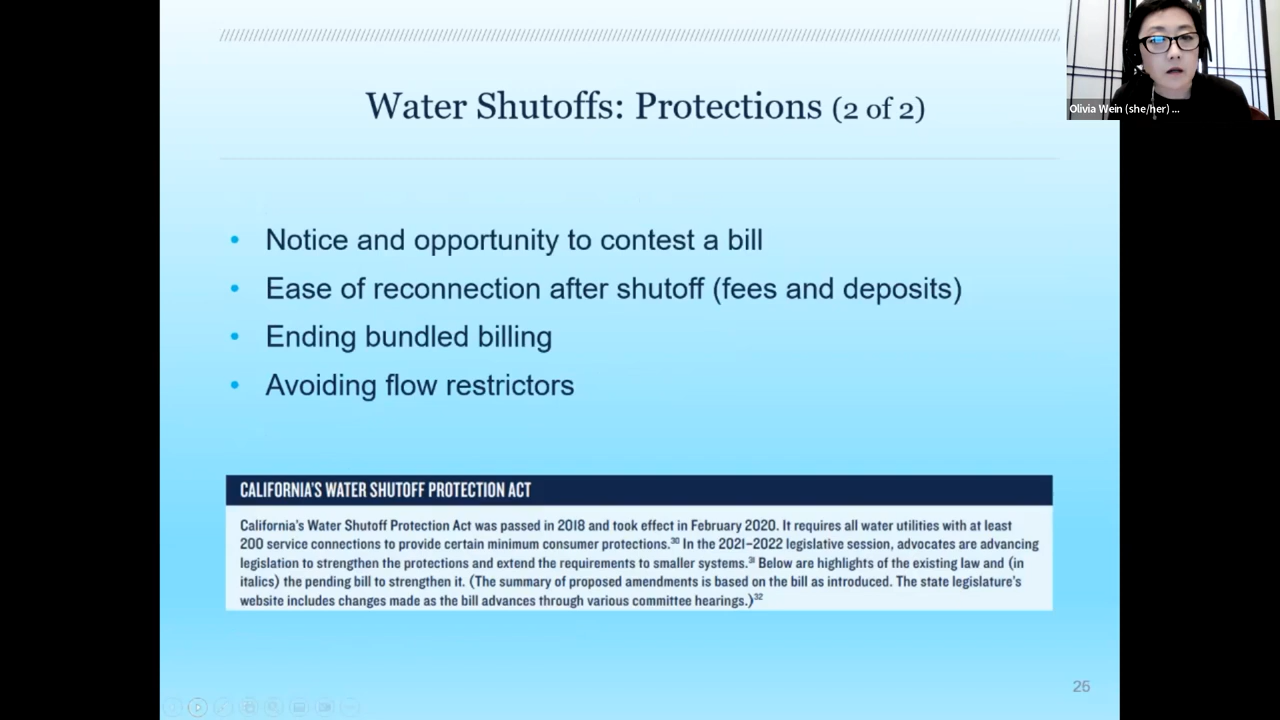 Water Shutoffs: Protections (2 of 2)
Olivia Wein (she/her) ...
• Notice and opportunity to contest a bill
• Ease of reconnection after shutoff (fees and deposits)
• Ending bundled billing
• Avoiding flow restrictors
CALIFORNIA'S WATER SHUTOFF PROTECTION ACT
California's Water Shutoff Protection Act was passed in 2018 and took effect in February 2020. It requires all water utilities with at least
200 service connections to provide certain minimum consumer protections.30 In the 2021–2022 legislative session, advocates are advancing
legislation to strengthen the protections and extend the requirements to smaller systems.31 Below are highlights of the existing law and (in
italics) the pending bill to strengthen it. (The summary of proposed amendments is based on the bill as introduced. The state legislature's
website includes changes made as the bill advances through various committee hearings.)32
26